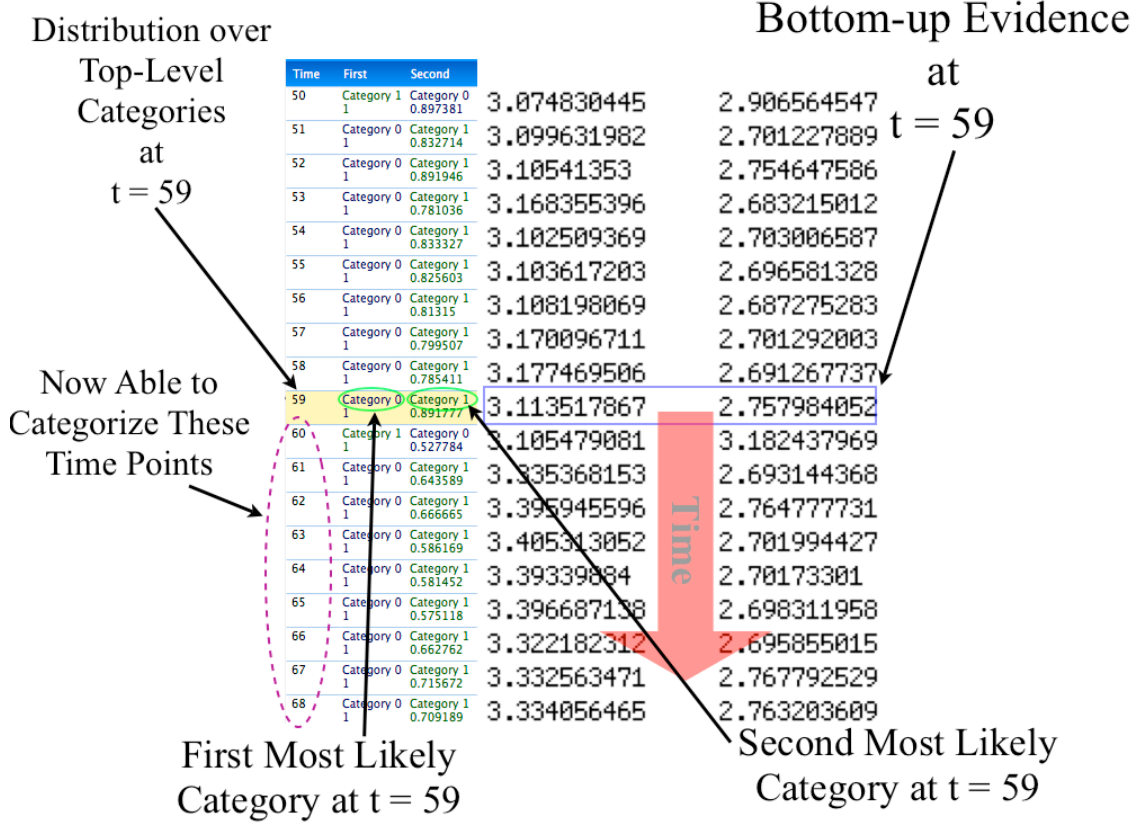 Distribution over
Top-Level
Categories
at
t = 59
Bottom-up Evidence
at
t = 59
Time First Second
50 Category 1 Category 0 3.074830445 2.906564547
1 0.897381
51 Category 0 Category 1 3.099631982 2.701227889
1 0.832714
52 Category 0 Category 1 3.10541353 2.754647586
1 0.891946
53 Category 0 Category 1 3.168355396 2.683215012
1 0.781036
54 Category 0 Category 1 3.102509369 2.703006587
1 0.833327
55 Category 0 Category 1 3.103617203 2.696581328
1 0.825603
56 Category 0 Category 1 3.108198069 2.687275283
1 0.81315
57 Category 0 Category 1 3.170096711 2.701292003
1 0.799507
58 Category 0 Category 1 3.177469506 2.691267737
1 0.785411
59 Category 0 Category 1 3.113517867 2.757984052
1 0.891777
60 Category 1 Category 0 3.105479081 3.182437969
1 0.527784
61 Category 0 Category 1 3.335368153 2.693144368
1 0.643589
62 Category 0 Category 1 3.395945596 2.764777731
1 0.666665
63 Category 0 Category 1 3.405313052 2.701994427
1 0.586169
64 Category 0 Category 1 3.39339884 2.70173301
1 0.581452
65 Category 0 Category 1 3.396687138 2.698311958
1 0.575118
66 Category 0 Category 1 3.322182312 2.695855015
1 0.662762
67 Category 0 Category 1 3.332563471 2.767792529
1 0.715672
68 Category 0 Category 1 3.334056465 2.763203609
1 0.709189
Now Able to
Categorize These
Time Points
Time
First Most Likely
Category at t = 59
Second Most Likely
Category at t = 59